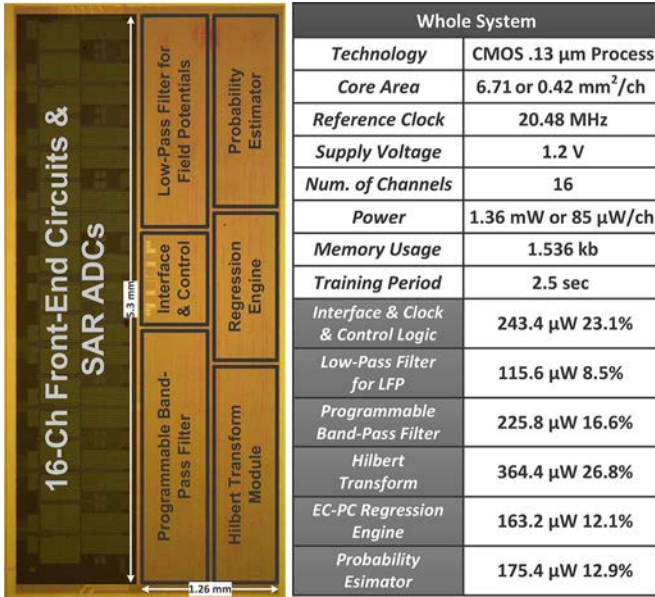 16-Ch Front-End Circuits &
SAR ADCs
5.3 mm
Low-Pass Filter for
Field Potentials
Probability
Estimator
Interface
& Control
Regression
Engine
Programmable Band-
Pass Filter
Hilbert Transform
Module
1.26 mm
Whole System
Technology CMOS .13 µm Process
Core Area 6.71 or 0.42 mm²/ch
Reference Clock 20.48 MHz
Supply Voltage 1.2 V
Num. of Channels 16
Power 1.36 mW or 85 µW/ch
Memory Usage 1.536 kb
Training Period 2.5 sec
Interface & Clock
& Control Logic
243.4 µW 23.1%
Low-Pass Filter
for LFP
115.6 µW 8.5%
Programmable
Band-Pass Filter
225.8 µW 16.6%
Hilbert
Transform
364.4 µW 26.8%
EC-PC Regression
Engine
163.2 µW 12.1%
Probability
Esimator
175.4 µW 12.9%